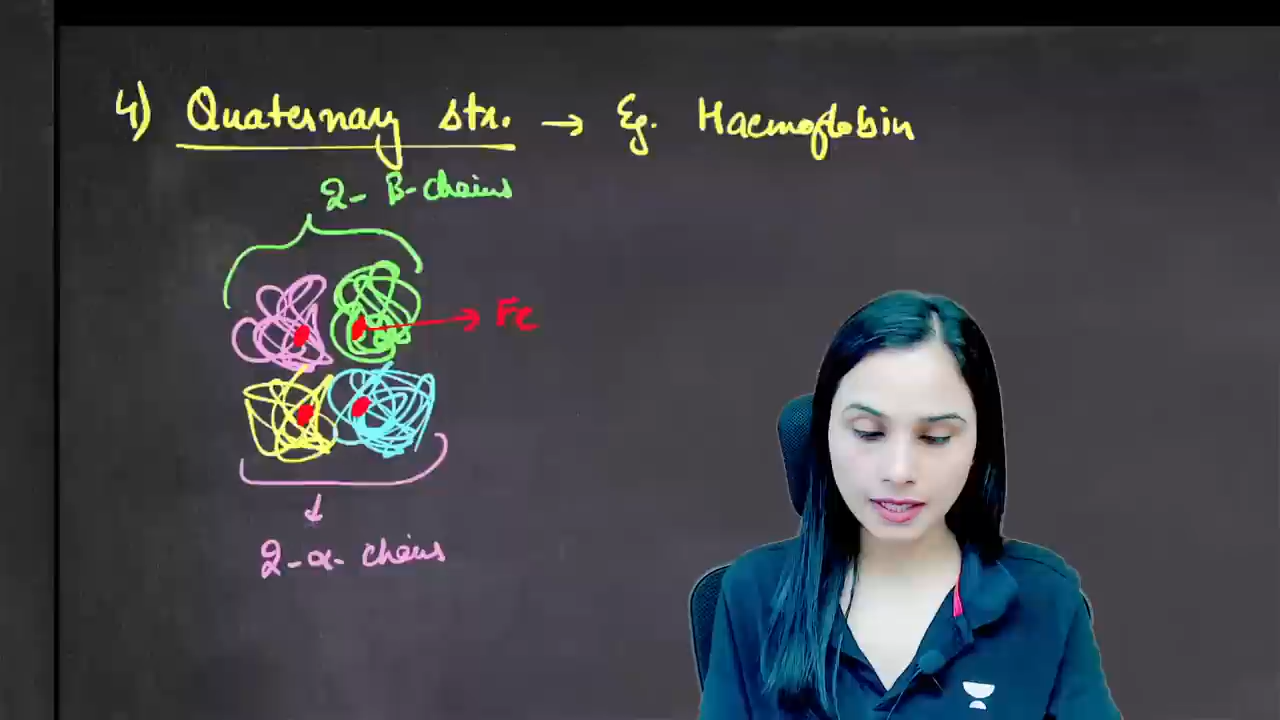 4) Quaternary str. → Eg. Haemoglobin
2- β-chains
Fe
2-α- chains